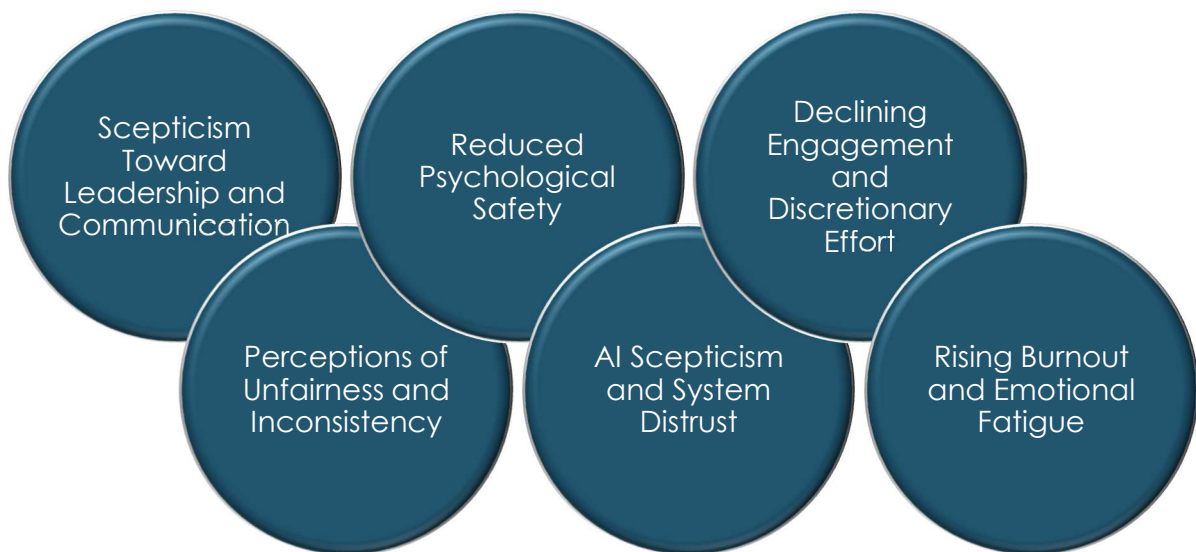 Scepticism
Toward
Leadership and
Communication
Perceptions of
Unfairness and
Inconsistency
Reduced
Psychological
Safety
AI Scepticism
and System
Distrust
Declining
Engagement
and
Discretionary
Effort
Rising Burnout
and Emotional
Fatigue